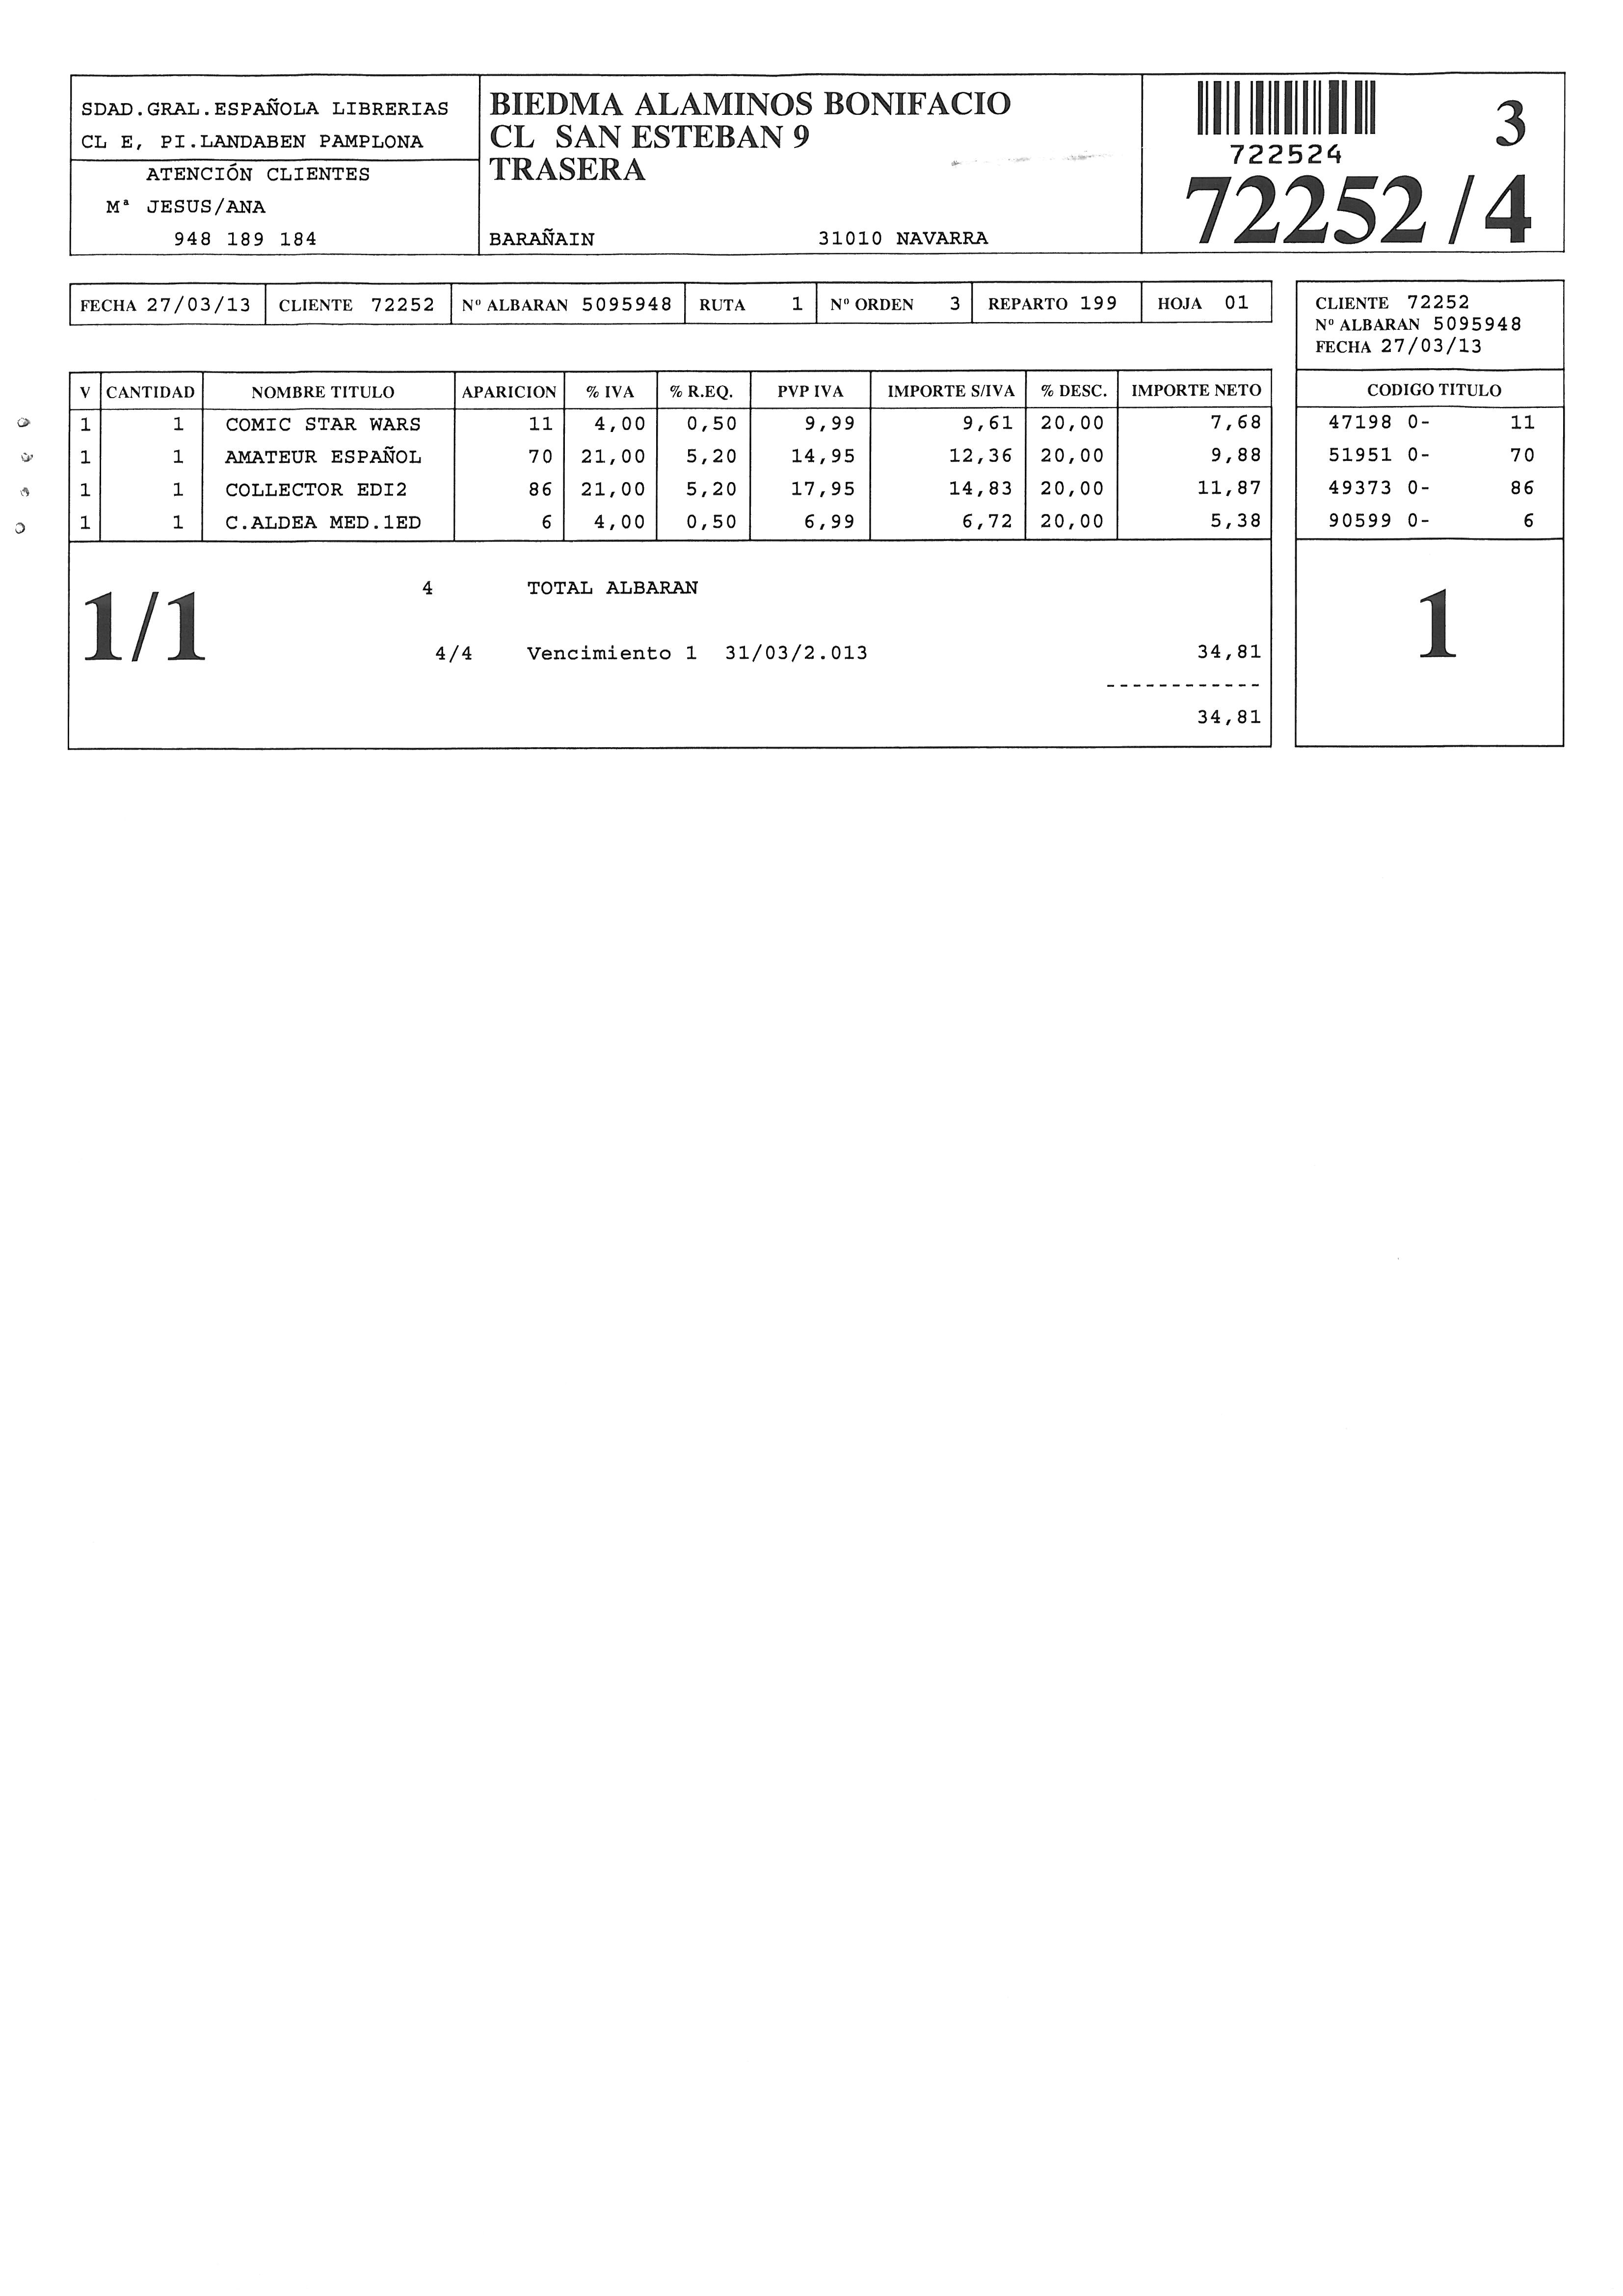 SDAD.GRAL.ESPAÑOLA LIBRERIAS
CL E, PI.LANDABEN PAMPLONA
ATENCIÓN CLIENTES
Mª JESUS/ANA
948 189 184
BIEDMA ALAMINOS BONIFACIO
CL SAN ESTEBAN 9
TRASERA
BARAÑAIN 31010 NAVARRA
3
722524
72252/4
FECHA 27/03/13 CLIENTE 72252 Nº ALBARAN 5095948 RUTA 1 Nº ORDEN 3 REPARTO 199 HOJA 01
CLIENTE 72252
Nº ALBARAN 5095948
FECHA 27/03/13
V CANTIDAD NOMBRE TITULO APARICION % IVA % R.EQ. PVP IVA IMPORTE S/IVA % DESC. IMPORTE NETO CODIGO TITULO
1 1 COMIC STAR WARS 11 4,00 0,50 9,99 9,61 20,00 7,68 47198 0- 11
1 1 AMATEUR ESPAÑOL 70 21,00 5,20 14,95 12,36 20,00 9,88 51951 0- 70
1 1 COLLECTOR EDI2 86 21,00 5,20 17,95 14,83 20,00 11,87 49373 0- 86
1 1 C.ALDEA MED.1ED 6 4,00 0,50 6,99 6,72 20,00 5,38 90599 0- 6
4 TOTAL ALBARAN
1/1 1
4/4 Vencimiento 1 31/03/2.013 34,81
------------
34,81